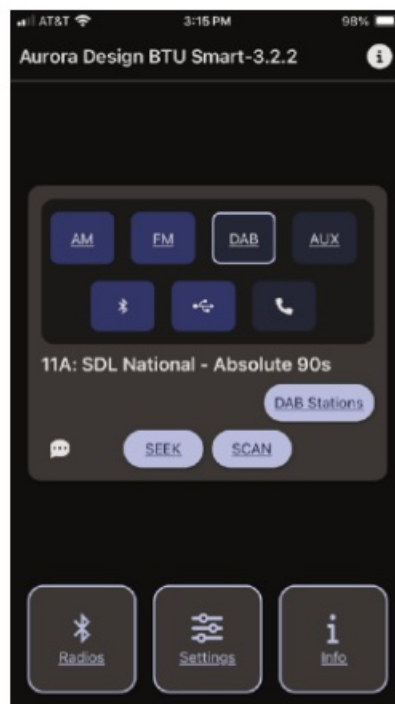 AT&T 3:15 PM 98%
Aurora Design BTU Smart-3.2.2
AM FM DAB AUX
11A: SDL National - Absolute 90s
DAB Stations
SEEK SCAN
Radios Settings Info